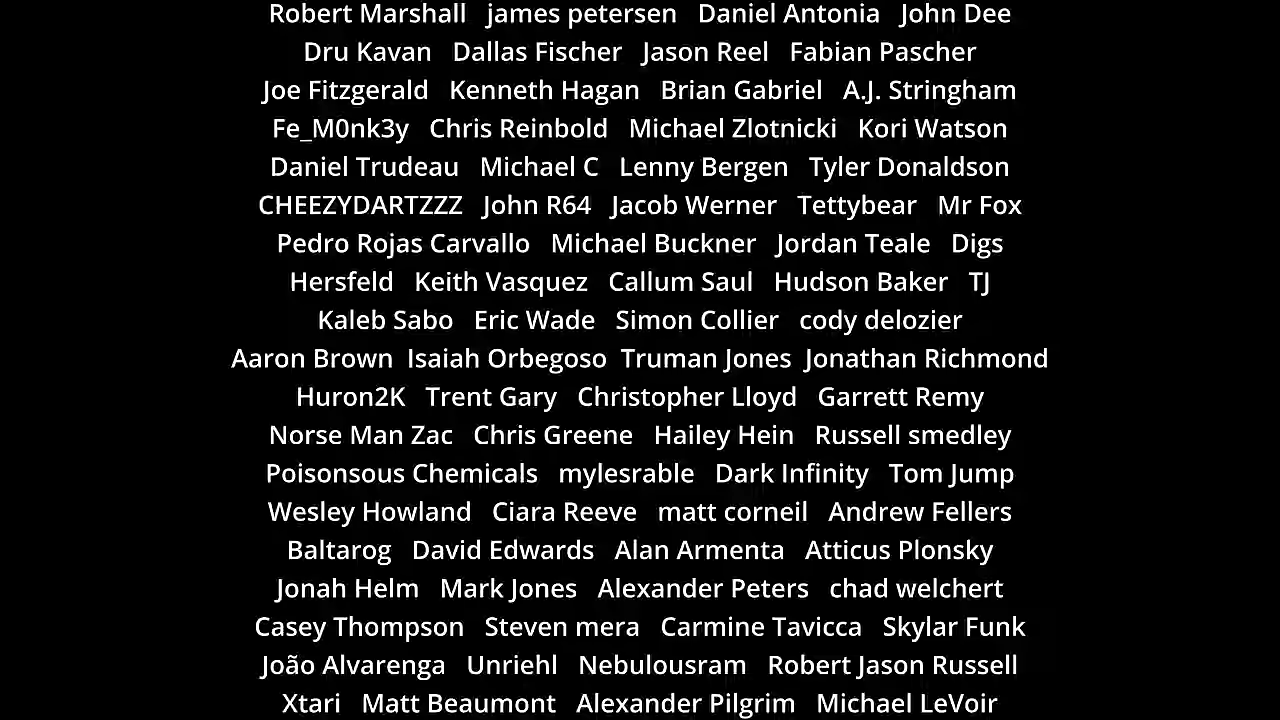 Robert Marshall james petersen Daniel Antonia John Dee
Dru Kavan Dallas Fischer Jason Reel Fabian Pascher
Joe Fitzgerald Kenneth Hagan Brian Gabriel A.J. Stringham
Fe_M0nk3y Chris Reinbold Michael Zlotnicki Kori Watson
Daniel Trudeau Michael C Lenny Bergen Tyler Donaldson
CHEEZYDARTZZZ John R64 Jacob Werner Tettybear Mr Fox
Pedro Rojas Carvallo Michael Buckner Jordan Teale Digs
Hersfeld Keith Vasquez Callum Saul Hudson Baker TJ
Kaleb Sabo Eric Wade Simon Collier cody delozier
Aaron Brown Isaiah Orbegoso Truman Jones Jonathan Richmond
Huron2K Trent Gary Christopher Lloyd Garrett Remy
Norse Man Zac Chris Greene Hailey Hein Russell smedley
Poisonsous Chemicals mylesrable Dark Infinity Tom Jump
Wesley Howland Ciara Reeve matt corneil Andrew Fellers
Baltarog David Edwards Alan Armenta Atticus Plonsky
Jonah Helm Mark Jones Alexander Peters chad welchert
Casey Thompson Steven mera Carmine Tavicca Skylar Funk
João Alvarenga Unriehl Nebulousram Robert Jason Russell
Xtari Matt Beaumont Alexander Pilgrim Michael LeVoir